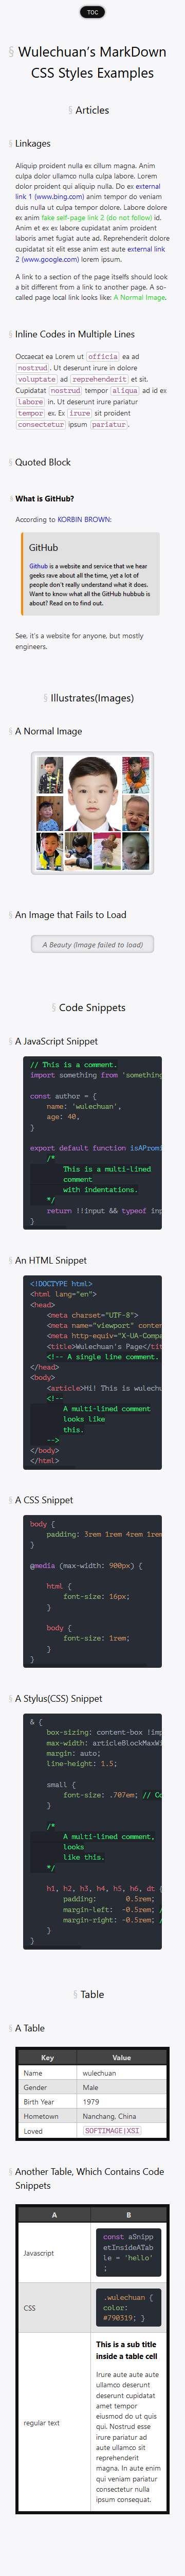 TOC
§ Wulechuan's MarkDown
CSS Styles Examples
§ Articles
§ Linkages
Aliquip proident nulla ex cillum magna. Anim
culpa dolor ullamco nulla culpa labore. Lorem
dolor proident qui aliquip nulla. Do ex external
link 1 (www.bing.com) anim tempor do veniam
duis nulla ut culpa tempor dolore. Labore dolore
ex anim fake self-page link 2 (do not follow) id.
Anim et ex ex labore cupidatat anim proident
laboris amet fugiat aute ad. Reprehenderit dolore
cupidatat sit elit esse anim est aute external link
2 (www.google.com) lorem ipsum.
A link to a section of the page itselfs should look
a bit different from a link to another page. A so-
called page local link looks like: A Normal Image.
§ Inline Codes in Multiple Lines
Occaecat ea Lorem ut officia ea ad
nostrud. Ut deserunt irure in dolore
voluptate ad reprehenderit et sit.
Cupidatat nostrud tempor aliqua ad id ex
labore in. Ut deserunt irure pariatur
tempor ex. Ex irure sit proident
consectetur ipsum pariatur.
§ Quoted Block
§ What is GitHub?
According to KORBIN BROWN:
GitHub
Github is a website and service that we hear
geeks rave about all the time, yet a lot of
people don't really understand what it does.
Want to know what all the GitHub hubbub is
about? Read on to find out.
See, it's a website for anyone, but mostly
engineers.
§ Illustrates(Images)
§ A Normal Image
§ An Image that Fails to Load
A Beauty (Image failed to load)
§ Code Snippets
§ A JavaScript Snippet
// This is a comment.
import something from 'something
const author = {
name: 'wulechuan',
age: 40,
}
export default function isAPromi
/*
This is a multi-lined
comment
with indentations.
*/
return !!input && typeof inp
}
§ An HTML Snippet
<!DOCTYPE html>
<html lang="en">
<head>
<meta charset="UTF-8">
<meta name="viewport" conten
<meta http-equiv="X-UA-Compa
<title>Wulechuan's Page</tit
<!-- A single line comment.
</head>
<body>
<article>Hi! This is wulechu
<!--
A multi-lined comment
looks like
this.
-->
</body>
</html>
§ A CSS Snippet
body {
padding: 3rem 1rem 4rem 1rem
}
@media (max-width: 900px) {
html {
font-size: 16px;
}
body {
font-size: 1rem;
}
}
§ A Stylus(CSS) Snippet
& {
box-sizing: content-box !imp
max-width: articleBlockMaxWi
margin: auto;
line-height: 1.5;
small {
font-size: .707em; // Co
}
/*
A multi-lined comment,
looks
like this.
*/
h1, h2, h3, h4, h5, h6, dt {
padding: 0.5rem;
margin-left: -0.5rem; /
margin-right: -0.5rem; /
}
}
§ Table
§ A Table
Key Value
Name wulechuan
Gender Male
Birth Year 1979
Hometown Nanchang, China
Loved SOFTIMAGE|XSI
§ Another Table, Which Contains Code
Snippets
A B
Javascript
const aSnipp
etInsideATab
le = 'hello'
;
CSS
.wulechuan {
color:
#790319; }
regular text
This is a sub title
inside a table cell
Irure aute aute aute
ullamco deserunt
deserunt cupidatat
amet tempor
eiusmod do ut quis
qui. Nostrud esse
irure pariatur ad
aute ullamco sit
reprehenderit
magna. In aute enim
qui veniam pariatur
consectetur nulla
ipsum consequat.